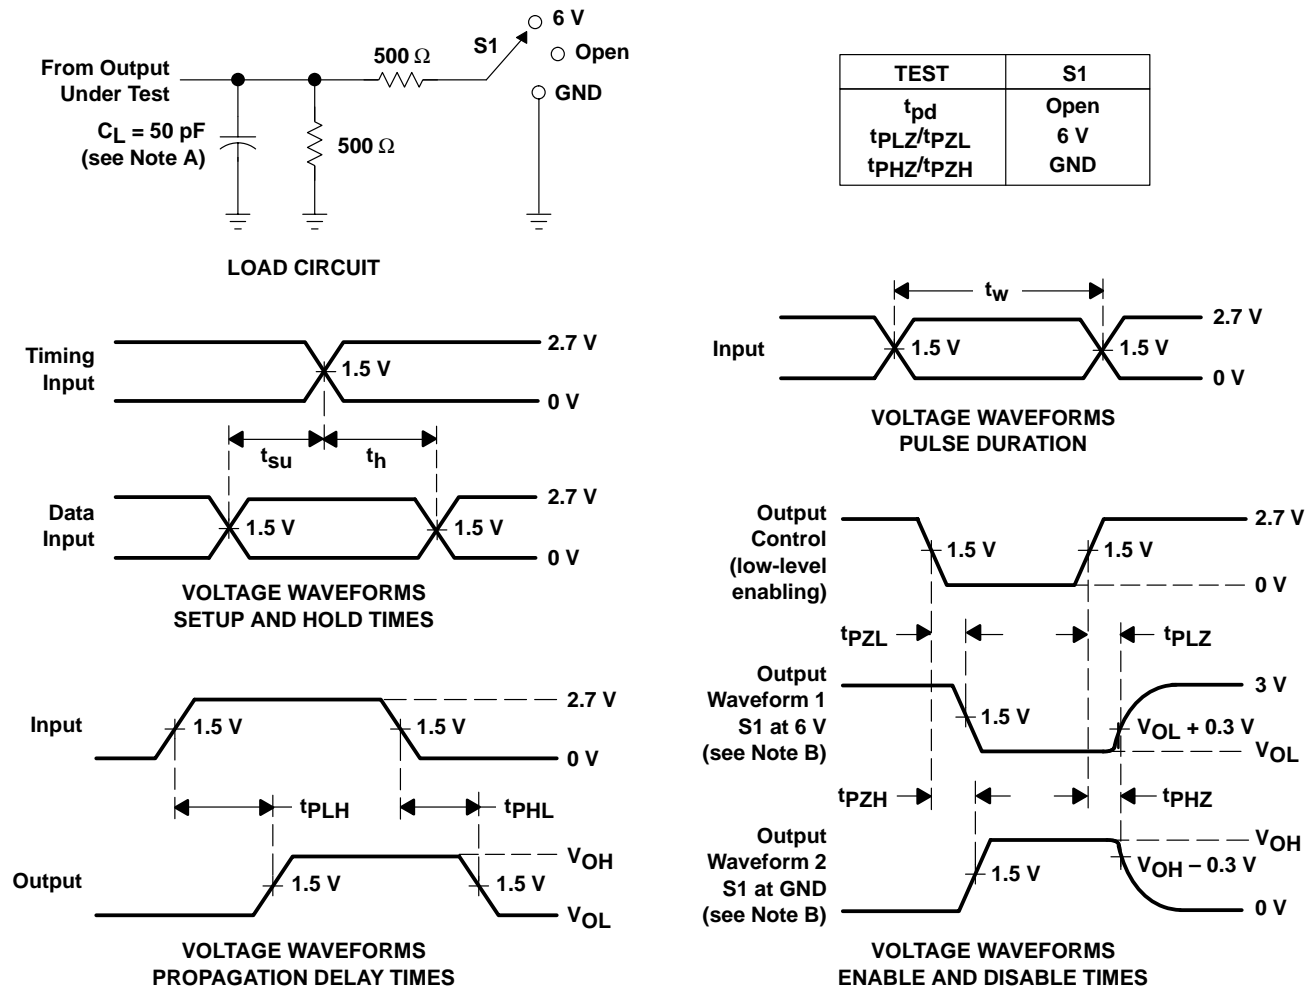 6 V
S1
Open
500 Ω
From Output
Under Test
GND
CL = 50 pF
(see Note A)
500 Ω
LOAD CIRCUIT
TEST S1
tpd Open
tPLZ/tPZL 6 V
tPHZ/tPZH GND
tw
Input
2.7 V
1.5 V 1.5 V
0 V
VOLTAGE WAVEFORMS
PULSE DURATION
Timing
Input
2.7 V
1.5 V
0 V
tsu th
Data
Input
2.7 V
1.5 V 1.5 V
0 V
VOLTAGE WAVEFORMS
SETUP AND HOLD TIMES
Input
2.7 V
1.5 V 1.5 V
0 V
tPLH tPHL
Output
VOH
1.5 V 1.5 V
VOL
VOLTAGE WAVEFORMS
PROPAGATION DELAY TIMES
Output
Control
(low-level
enabling)
2.7 V
1.5 V 1.5 V
0 V
tPZL tPLZ
Output
Waveform 1
S1 at 6 V
(see Note B)
3 V
1.5 V VOL + 0.3 V
VOL
tPZH tPHZ
Output
Waveform 2
S1 at GND
(see Note B)
VOH
1.5 V VOH – 0.3 V
0 V
VOLTAGE WAVEFORMS
ENABLE AND DISABLE TIMES